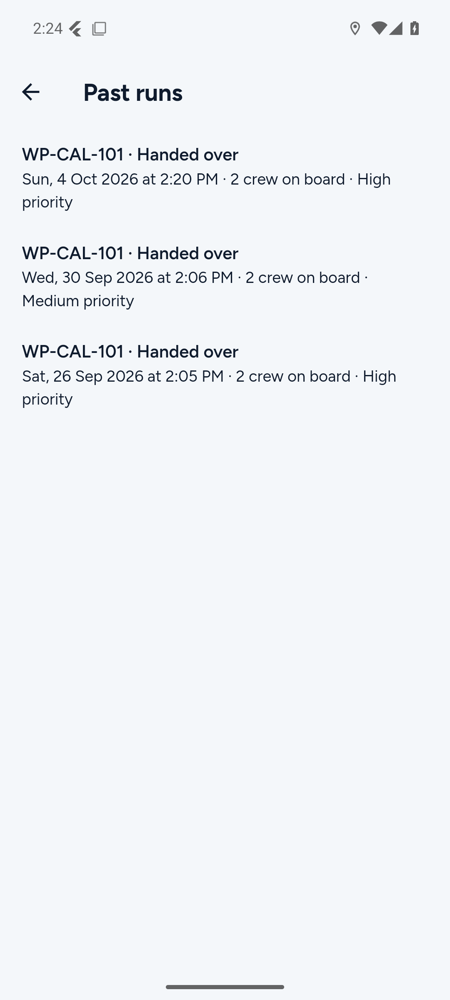 2:24
Past runs
WP-CAL-101 · Handed over
Sun, 4 Oct 2026 at 2:20 PM · 2 crew on board · High
priority
WP-CAL-101 · Handed over
Wed, 30 Sep 2026 at 2:06 PM · 2 crew on board ·
Medium priority
WP-CAL-101 · Handed over
Sat, 26 Sep 2026 at 2:05 PM · 2 crew on board · High
priority